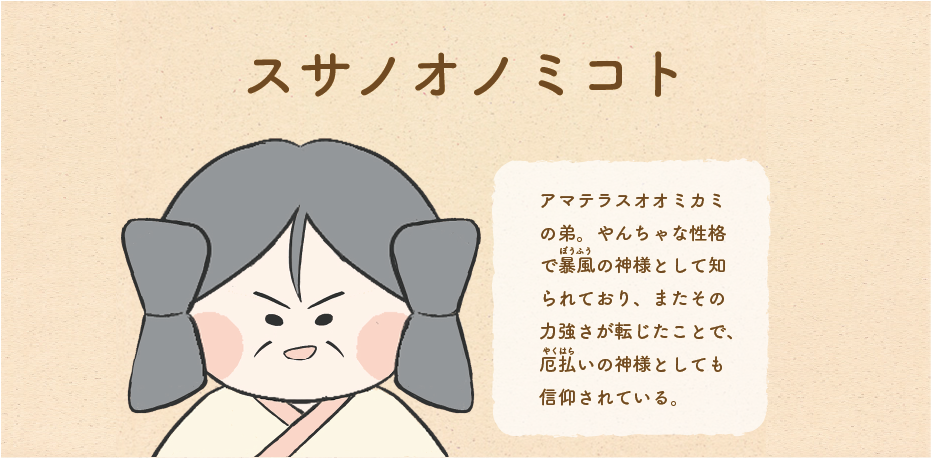 スサノオノミコト
アマテラスオオミカミ
の弟。やんちゃな性格
ぼうふう
で暴風の神様として知
られており、またその
力強さが転じたことで、
やくはら
厄払いの神様としても
信仰されている。